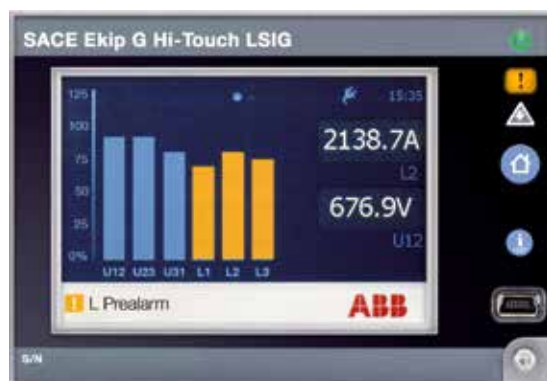 SACE Ekip G Hi-Touch LSIG
125
100
75
50
25
0%
U12 U23 U31 L1 L2 L3
15:35
2138.7A
L2
676.9V
U12
! L Prealarm
ABB
!
i
S/N